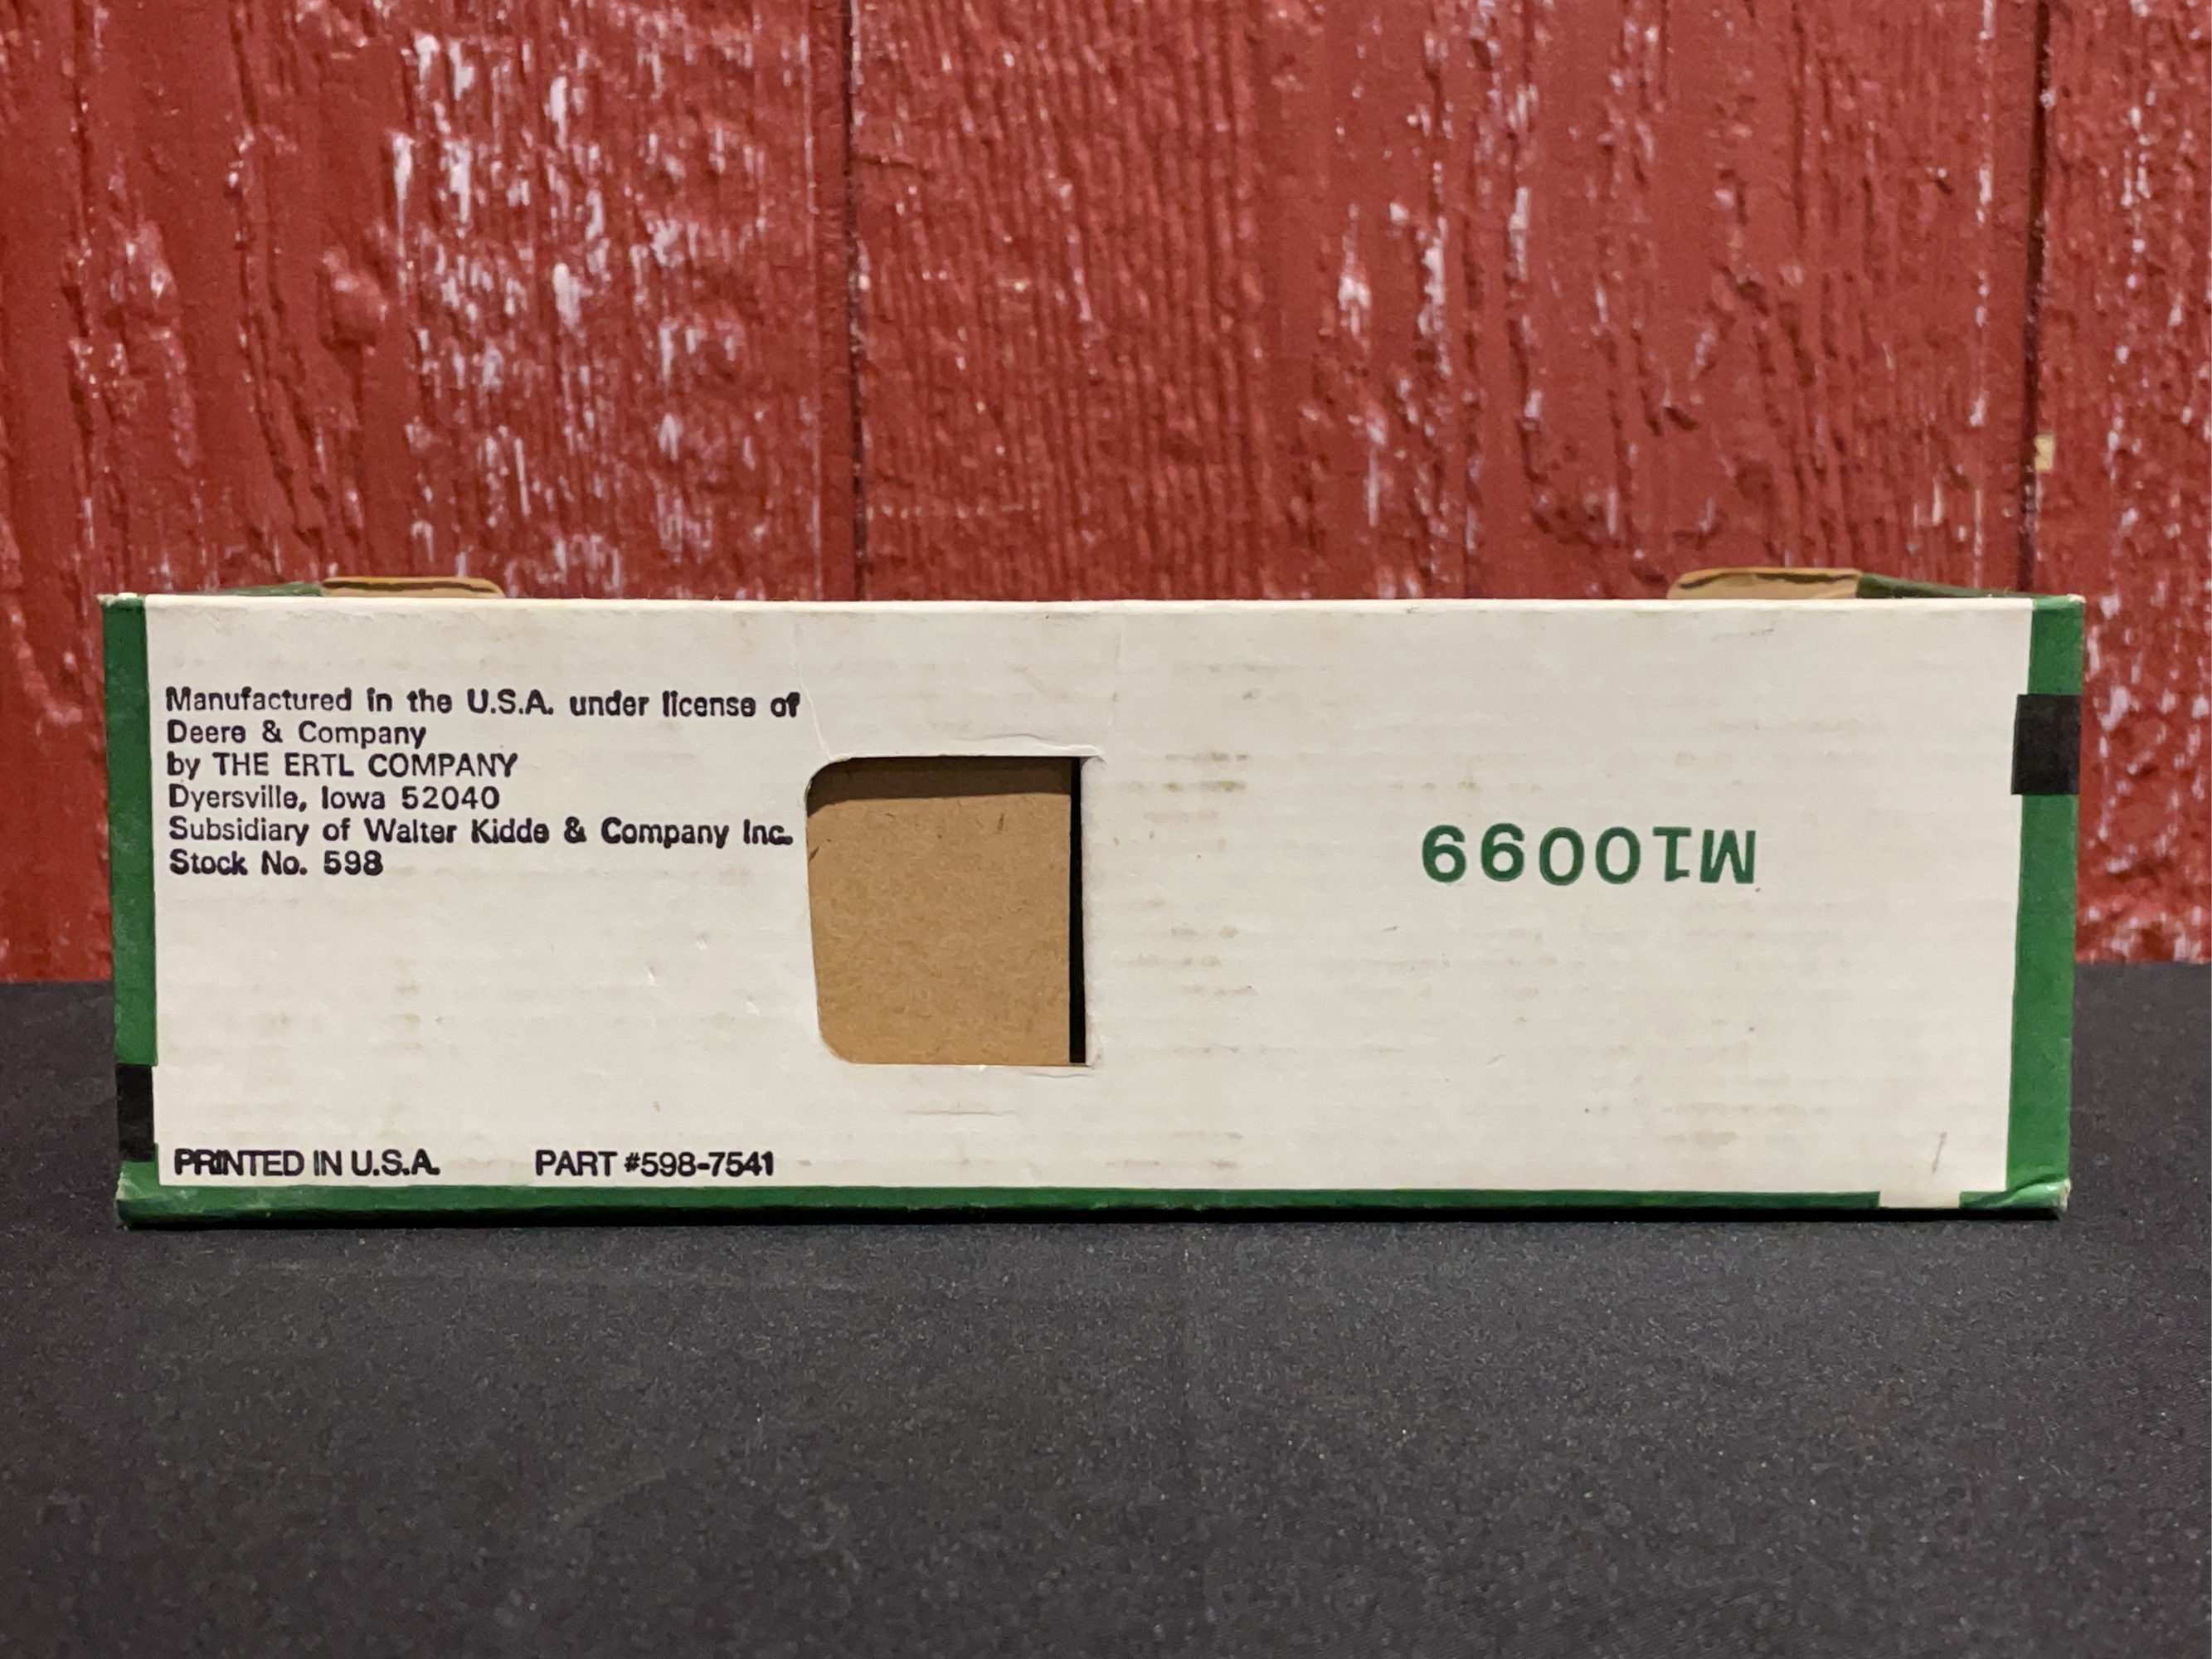 Manufactured in the U.S.A. under license of
Deere & Company
by THE ERTL COMPANY
Dyersville, Iowa 52040
Subsidiary of Walter Kidde & Company Inc.
Stock No. 598
M10099
PRINTED IN U.S.A. PART #598-7541